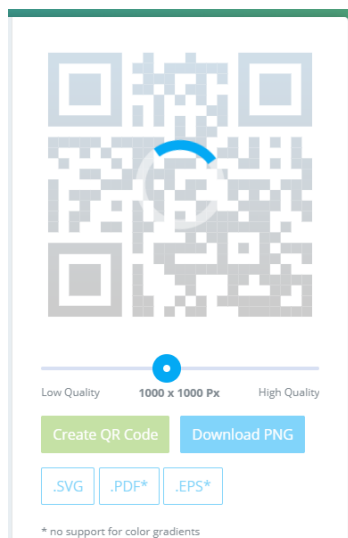 Low Quality 1000 x 1000 Px High Quality
Create QR Code Download PNG
.SVG .PDF* .EPS*
* no support for color gradients